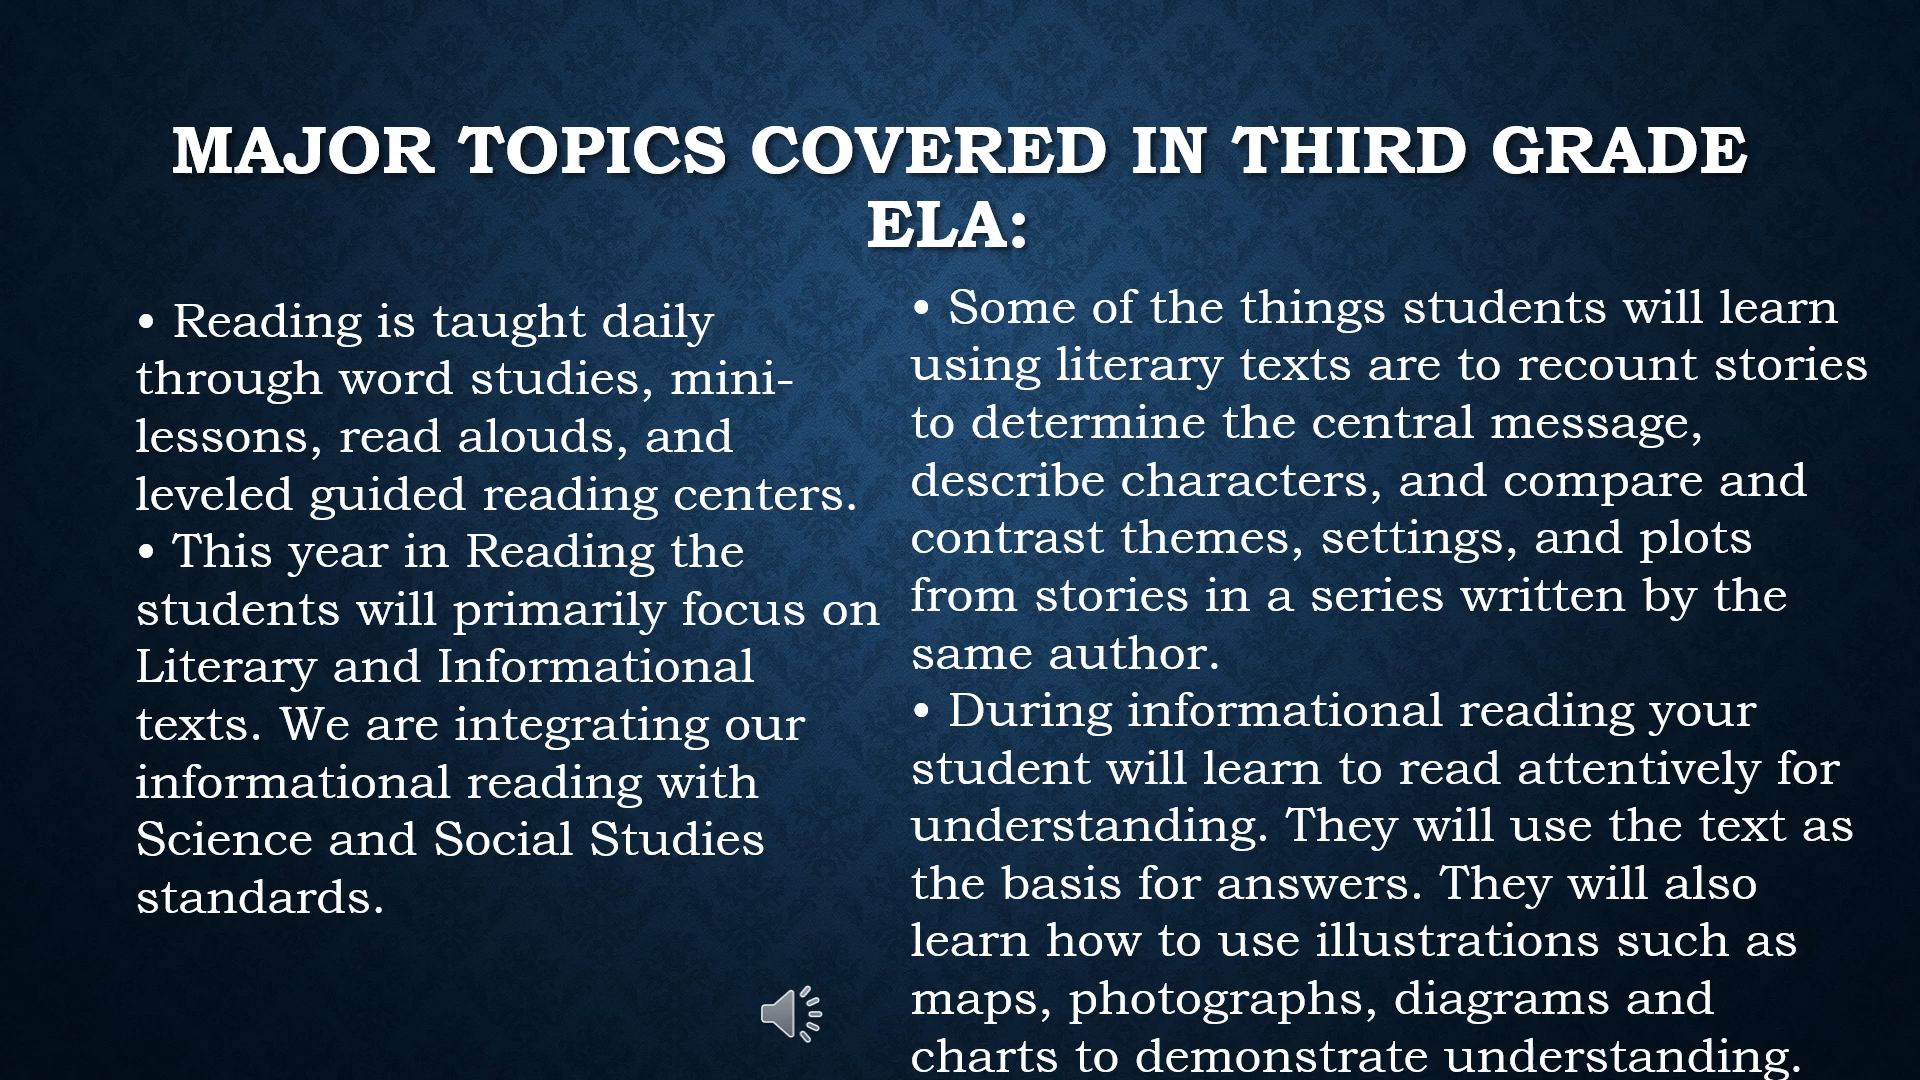 MAJOR TOPICS COVERED IN THIRD GRADE
ELA:
• Reading is taught daily
through word studies, mini-
lessons, read alouds, and
leveled guided reading centers.
• This year in Reading the
students will primarily focus on
Literary and Informational
texts. We are integrating our
informational reading with
Science and Social Studies
standards.
• Some of the things students will learn
using literary texts are to recount stories
to determine the central message,
describe characters, and compare and
contrast themes, settings, and plots
from stories in a series written by the
same author.
• During informational reading your
student will learn to read attentively for
understanding. They will use the text as
the basis for answers. They will also
learn how to use illustrations such as
maps, photographs, diagrams and
charts to demonstrate understanding.